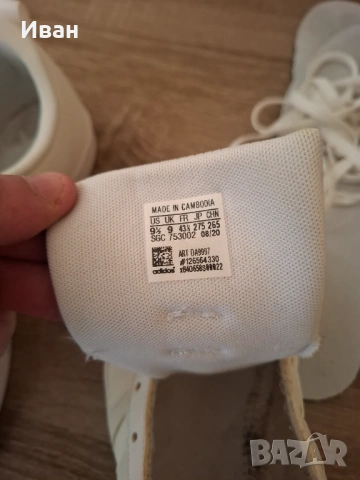 Иван
MADE IN CAMBODIA
US UK FR JP CHN
9½ 9 43⅓ 275 265
SGC 753002 08/20
ART DA9997
#126564330
adidas
bazar